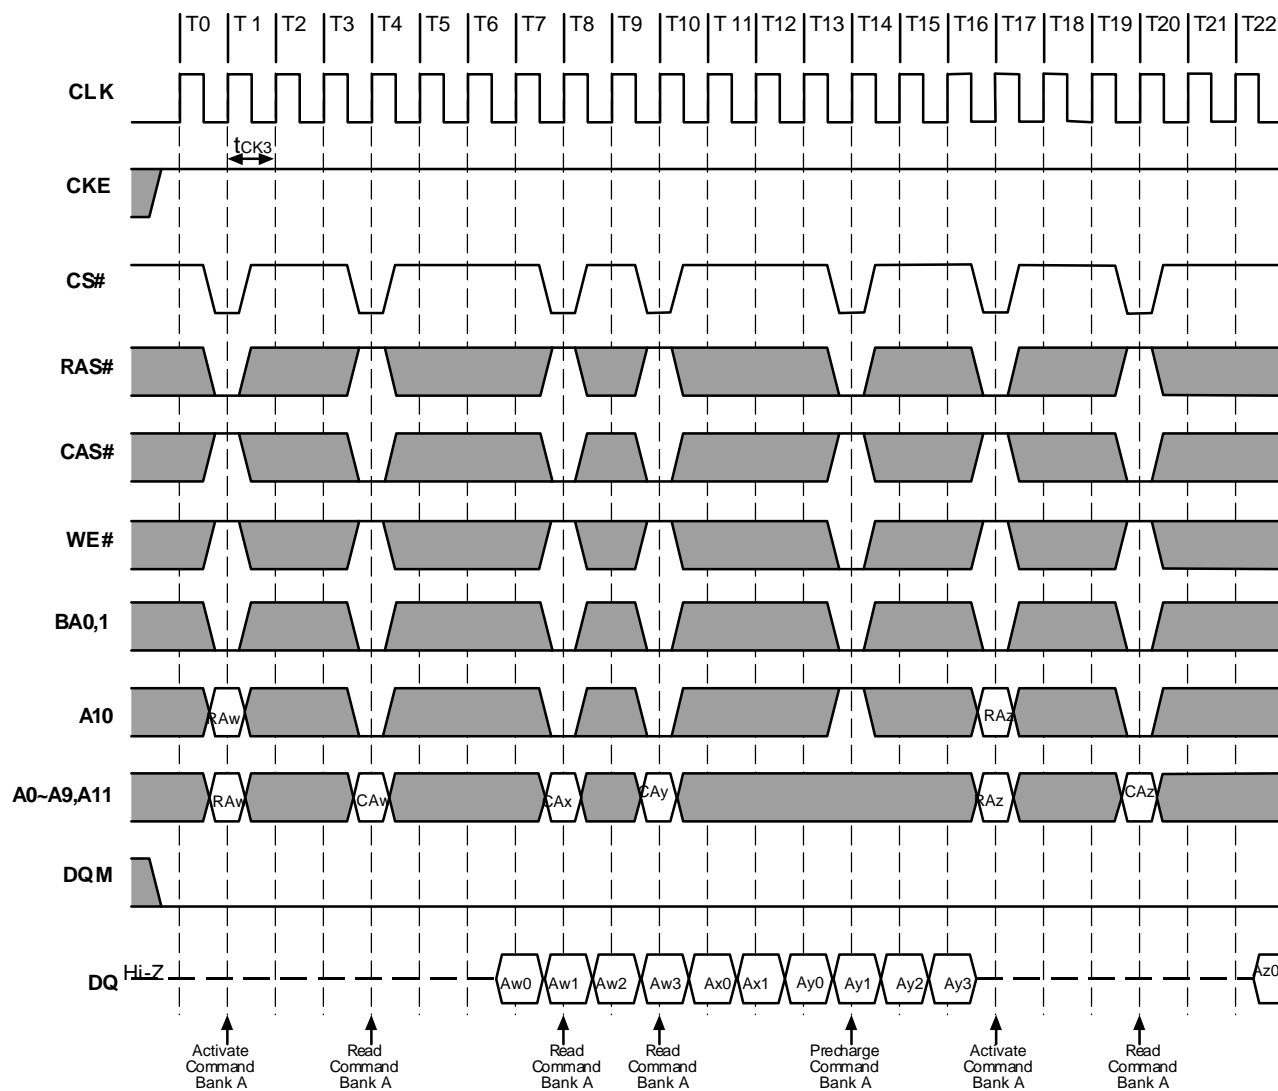 T0 T 1 T2 T3 T4 T5 T6 T7 T8 T9 T10 T 11 T12 T13 T14 T15 T16 T17 T18 T19 T20 T21 T22
CLK
tCK3
CKE
CS#
RAS#
CAS#
WE#
BA0,1
A10 RAw RAz
A0~A9,A11 RAw CAw CAx CAy RAz CAz
DQM
DQ Hi-Z Aw0 Aw1 Aw2 Aw3 Ax0 Ax1 Ay0 Ay1 Ay2 Ay3 Az0
Activate Read Read Read Precharge Activate Read
Command Command Command Command Command Command Command
Bank A Bank A Bank A Bank A Bank A Bank A Bank A